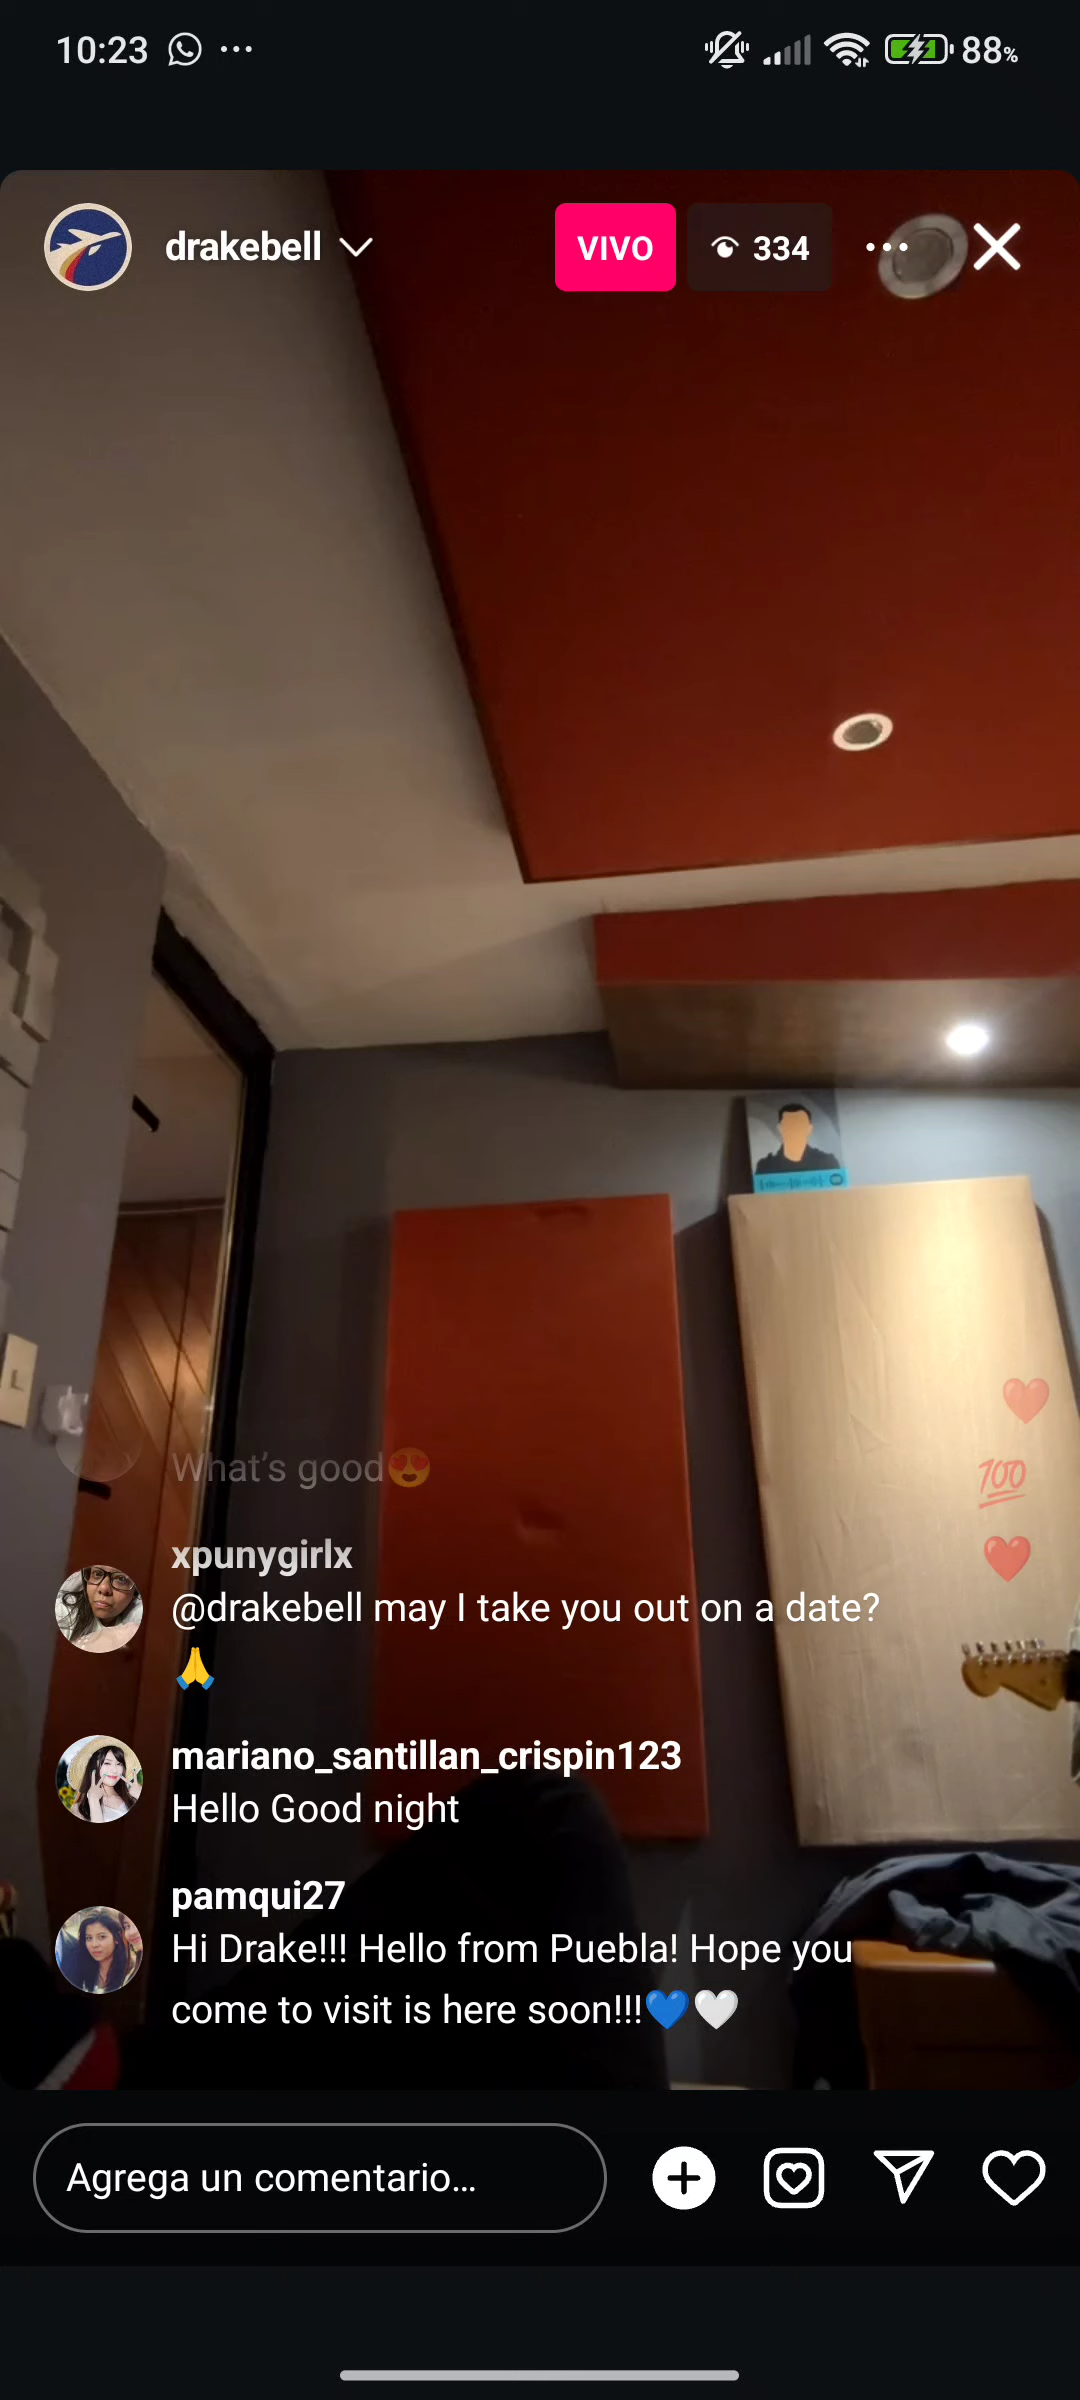 10:23
88%
drakebell
VIVO
334
What's good😍
xpunygirlx
@drakebell may I take you out on a date?
🙏
mariano_santillan_crispin123
Hello Good night
pamqui27
Hi Drake!!! Hello from Puebla! Hope you
come to visit is here soon!!!💙🤍
Agrega un comentario...